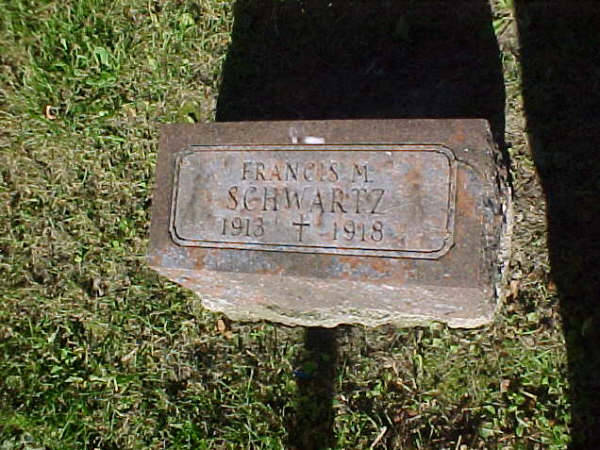 FRANCIS M.
SCHWARTZ
1913 ✝ 1918